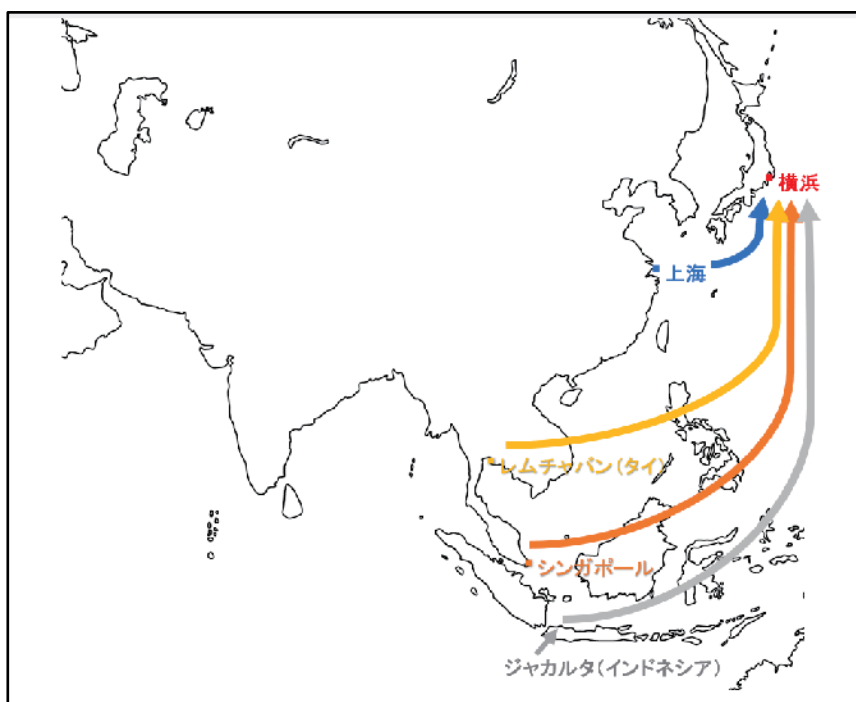 横浜
上海
レムチャバン(タイ)
シンガポール
ジャカルタ(インドネシア)